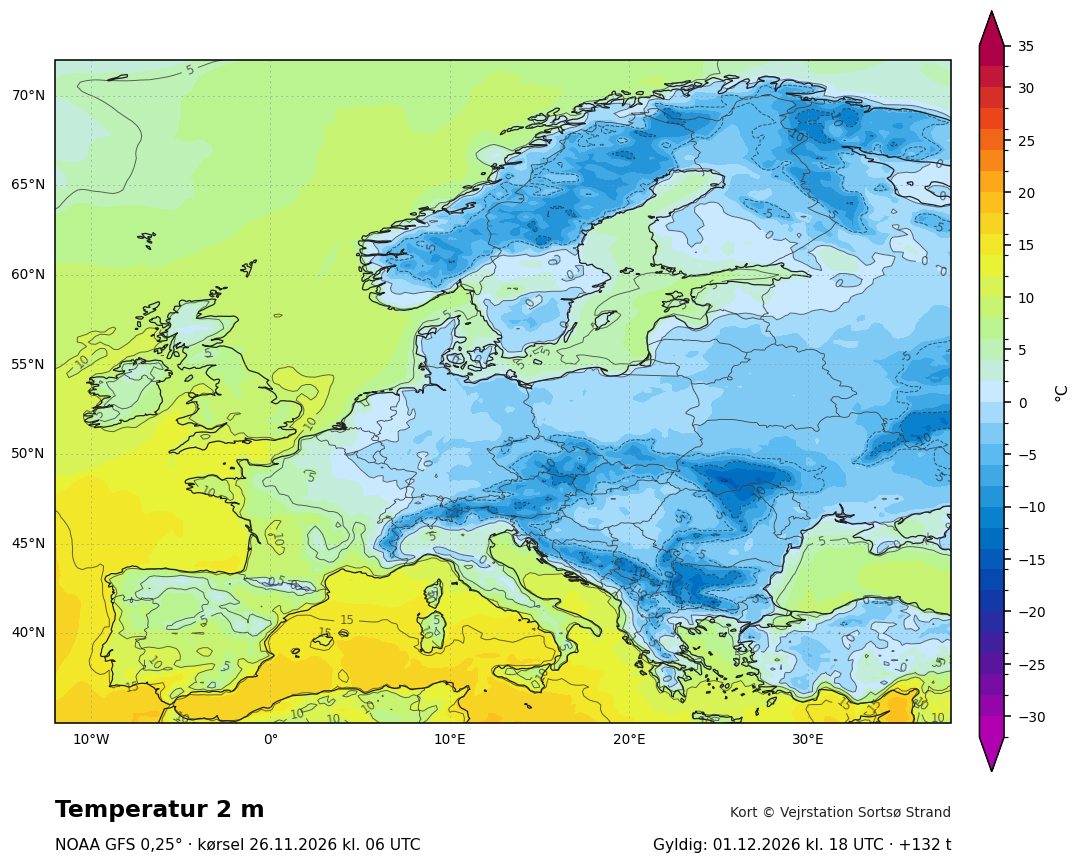 70°N
65°N
60°N
55°N
50°N
45°N
40°N
10°W
0°
10°E
20°E
30°E
35
30
25
20
15
10
5
0
−5
−10
−15
−20
−25
−30
°C
Temperatur 2 m
Kort © Vejrstation Sortsø Strand
NOAA GFS 0,25° · kørsel 26.11.2026 kl. 06 UTC
Gyldig: 01.12.2026 kl. 18 UTC · +132 t